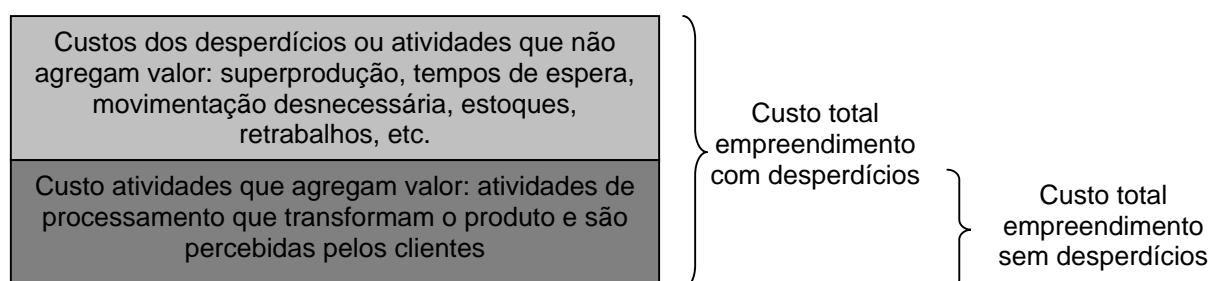 Custos dos desperdícios ou atividades que não
agregam valor: superprodução, tempos de espera,
movimentação desnecessária, estoques,
retrabalhos, etc.
Custo atividades que agregam valor: atividades de
processamento que transformam o produto e são
percebidas pelos clientes
Custo total
empreendimento
com desperdícios
Custo total
empreendimento
sem desperdícios